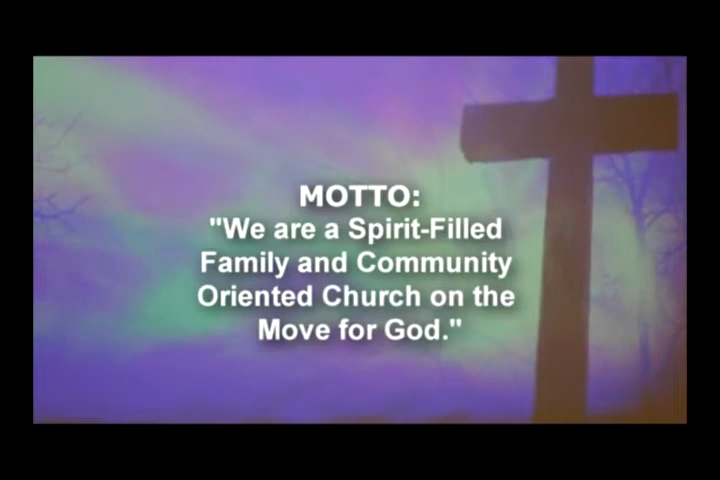 MOTTO:
"We are a Spirit-Filled
Family and Community
Oriented Church on the
Move for God."